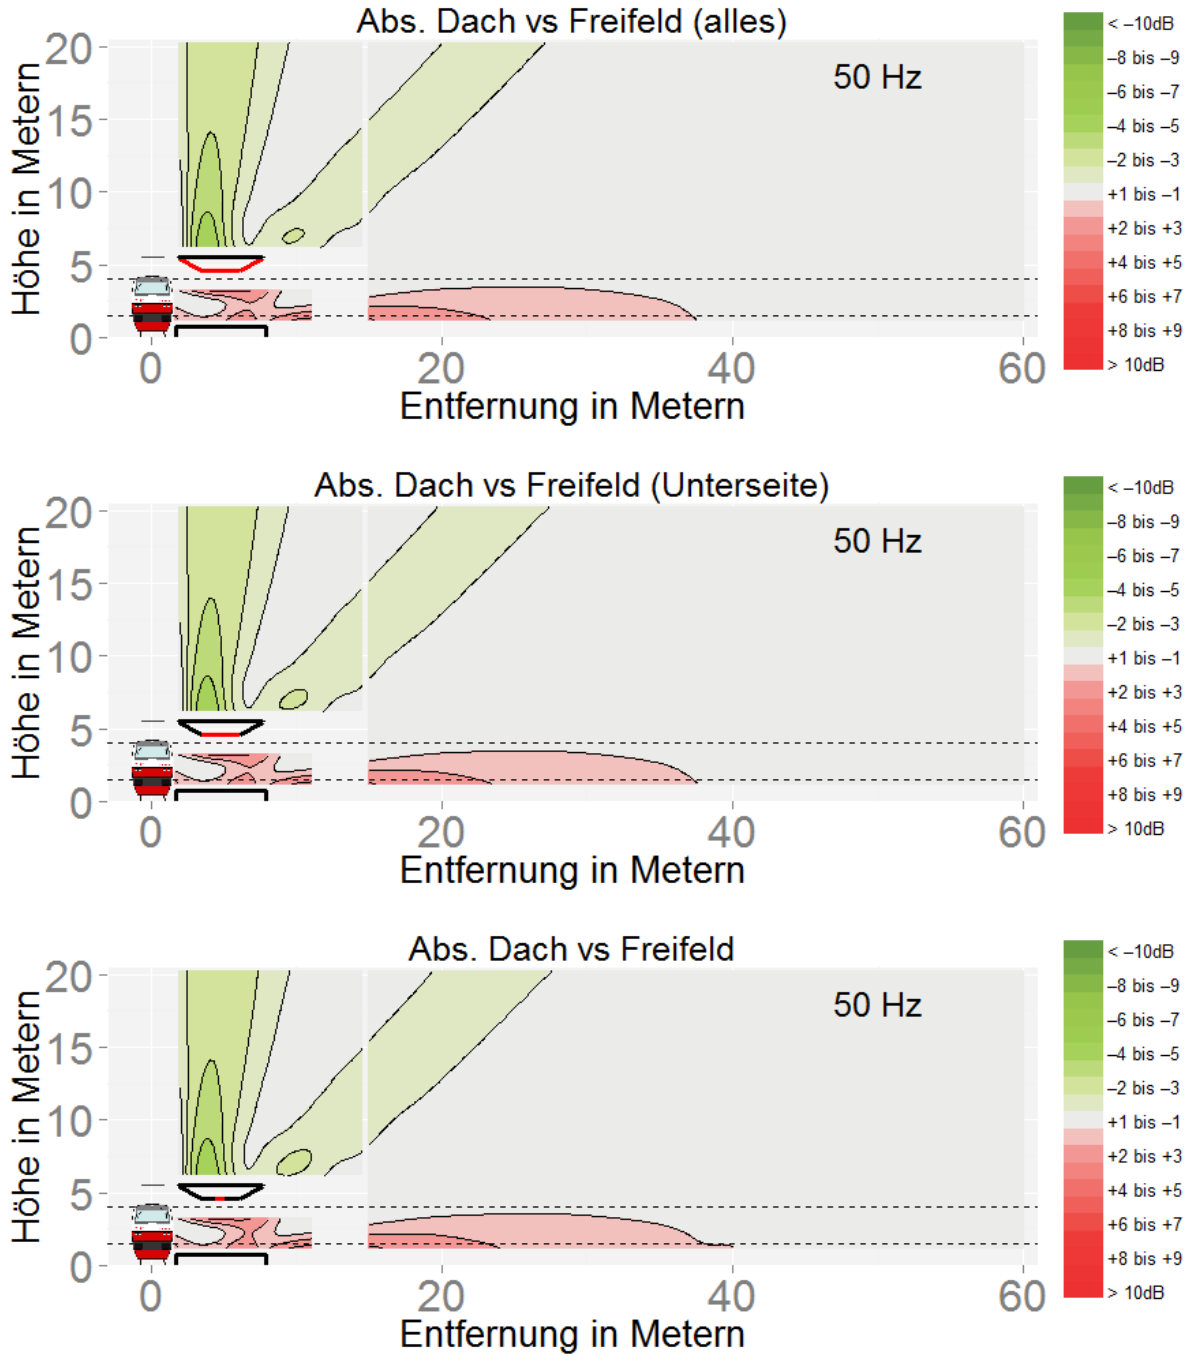 Abs. Dach vs Freifeld (alles)
50 Hz
Höhe in Metern
20
15
10
5
0
0 20 40 60
Entfernung in Metern
< –10dB
–8 bis –9
–6 bis –7
–4 bis –5
–2 bis –3
+1 bis –1
+2 bis +3
+4 bis +5
+6 bis +7
+8 bis +9
> 10dB
Abs. Dach vs Freifeld (Unterseite)
50 Hz
Höhe in Metern
20
15
10
5
0
0 20 40 60
Entfernung in Metern
< –10dB
–8 bis –9
–6 bis –7
–4 bis –5
–2 bis –3
+1 bis –1
+2 bis +3
+4 bis +5
+6 bis +7
+8 bis +9
> 10dB
Abs. Dach vs Freifeld
50 Hz
Höhe in Metern
20
15
10
5
0
0 20 40 60
Entfernung in Metern
< –10dB
–8 bis –9
–6 bis –7
–4 bis –5
–2 bis –3
+1 bis –1
+2 bis +3
+4 bis +5
+6 bis +7
+8 bis +9
> 10dB